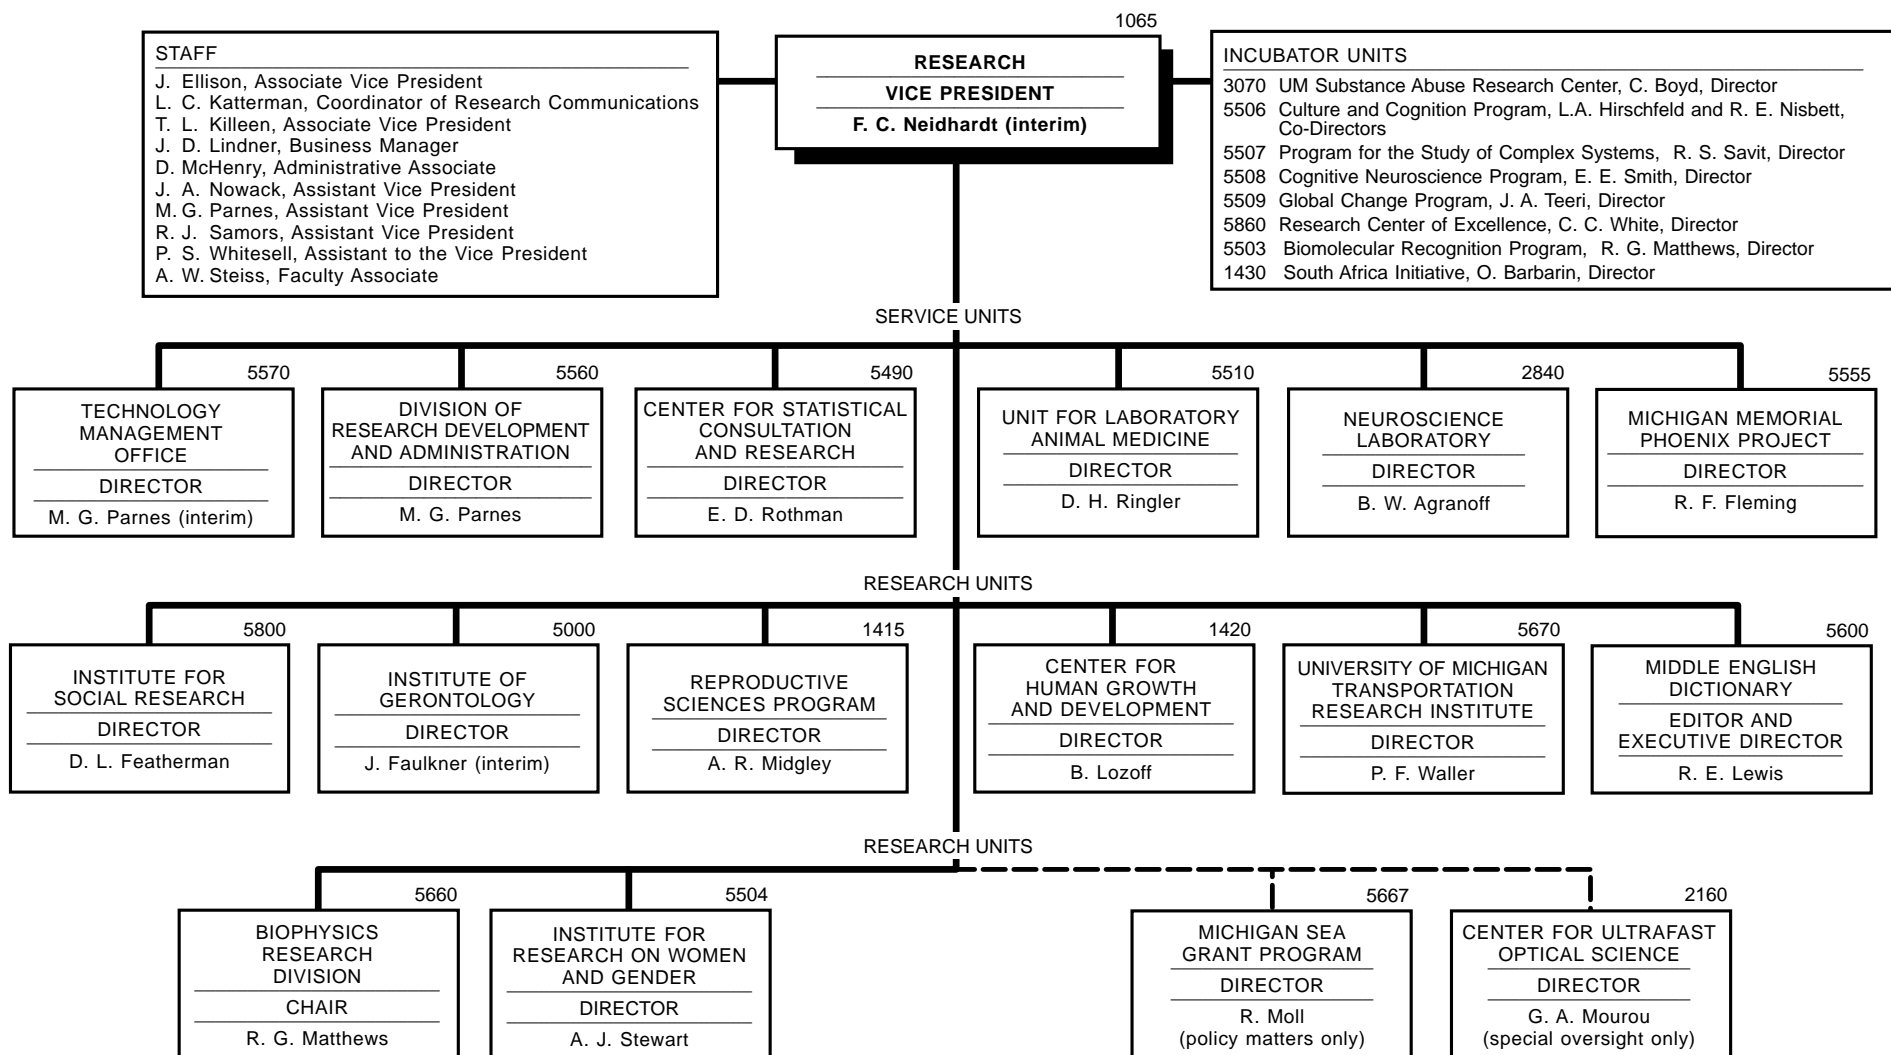 1065
STAFF
J. Ellison, Associate Vice President
L. C. Katterman, Coordinator of Research Communications
T. L. Killeen, Associate Vice President
J. D. Lindner, Business Manager
D. McHenry, Administrative Associate
J. A. Nowack, Assistant Vice President
M. G. Parnes, Assistant Vice President
R. J. Samors, Assistant Vice President
P. S. Whitesell, Assistant to the Vice President
A. W. Steiss, Faculty Associate
RESEARCH
VICE PRESIDENT
F. C. Neidhardt (interim)
INCUBATOR UNITS
3070 UM Substance Abuse Research Center, C. Boyd, Director
5506 Culture and Cognition Program, L.A. Hirschfeld and R. E. Nisbett,
Co-Directors
5507 Program for the Study of Complex Systems, R. S. Savit, Director
5508 Cognitive Neuroscience Program, E. E. Smith, Director
5509 Global Change Program, J. A. Teeri, Director
5860 Research Center of Excellence, C. C. White, Director
5503 Biomolecular Recognition Program, R. G. Matthews, Director
1430 South Africa Initiative, O. Barbarin, Director
SERVICE UNITS
5570
TECHNOLOGY
MANAGEMENT
OFFICE
DIRECTOR
M. G. Parnes (interim)
5560
DIVISION OF
RESEARCH DEVELOPMENT
AND ADMINISTRATION
DIRECTOR
M. G. Parnes
5490
CENTER FOR STATISTICAL
CONSULTATION
AND RESEARCH
DIRECTOR
E. D. Rothman
5510
UNIT FOR LABORATORY
ANIMAL MEDICINE
DIRECTOR
D. H. Ringler
2840
NEUROSCIENCE
LABORATORY
DIRECTOR
B. W. Agranoff
5555
MICHIGAN MEMORIAL
PHOENIX PROJECT
DIRECTOR
R. F. Fleming
RESEARCH UNITS
5800
INSTITUTE FOR
SOCIAL RESEARCH
DIRECTOR
D. L. Featherman
5000
INSTITUTE OF
GERONTOLOGY
DIRECTOR
J. Faulkner (interim)
1415
REPRODUCTIVE
SCIENCES PROGRAM
DIRECTOR
A. R. Midgley
1420
CENTER FOR
HUMAN GROWTH
AND DEVELOPMENT
DIRECTOR
B. Lozoff
5670
UNIVERSITY OF MICHIGAN
TRANSPORTATION
RESEARCH INSTITUTE
DIRECTOR
P. F. Waller
5600
MIDDLE ENGLISH
DICTIONARY
EDITOR AND
EXECUTIVE DIRECTOR
R. E. Lewis
RESEARCH UNITS
5660
BIOPHYSICS
RESEARCH
DIVISION
CHAIR
R. G. Matthews
5504
INSTITUTE FOR
RESEARCH ON WOMEN
AND GENDER
DIRECTOR
A. J. Stewart
5667
MICHIGAN SEA
GRANT PROGRAM
DIRECTOR
R. Moll
(policy matters only)
2160
CENTER FOR ULTRAFAST
OPTICAL SCIENCE
DIRECTOR
G. A. Mourou
(special oversight only)